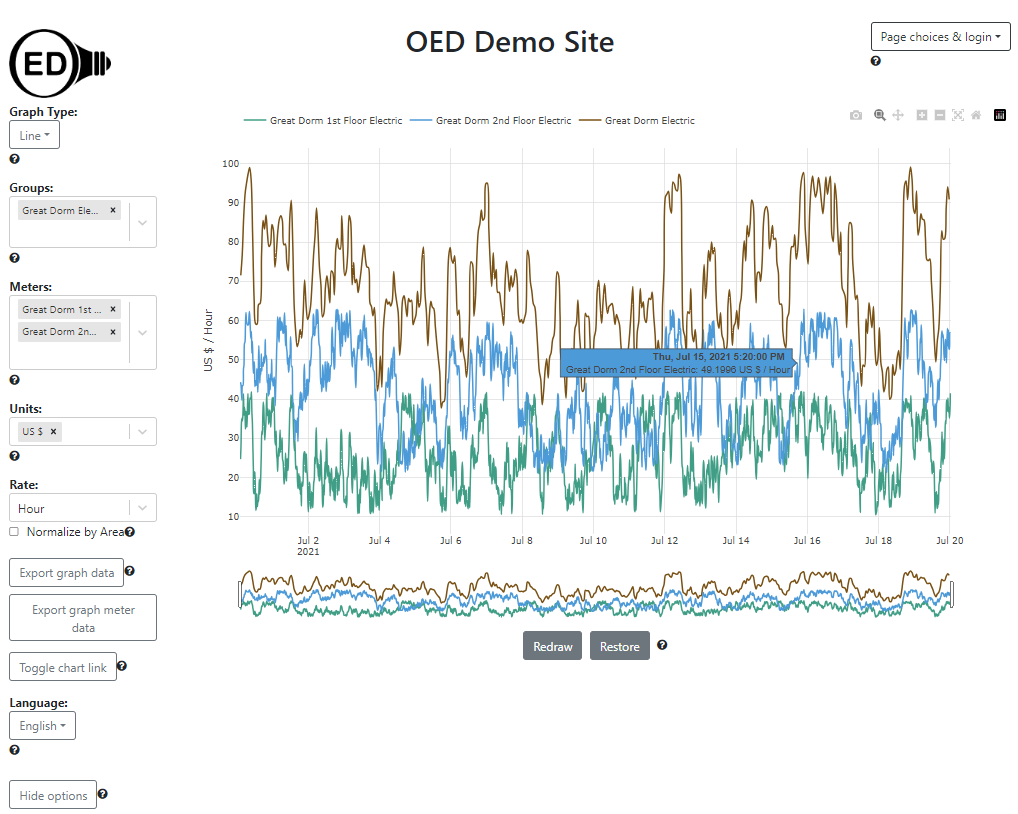 OED Demo Site
Page choices & login
ED
Graph Type:
Line
Groups:
Great Dorm Ele... ×
Meters:
Great Dorm 1st ... ×
Great Dorm 2n... ×
Units:
US $ ×
Rate:
Hour
Normalize by Area
Export graph data
Export graph meter
data
Toggle chart link
Language:
English
Hide options
Great Dorm 1st Floor Electric
Great Dorm 2nd Floor Electric
Great Dorm Electric
US $ / Hour
100
90
80
70
60
50
40
30
20
10
Thu, Jul 15, 2021 5:20:00 PM
Great Dorm 2nd Floor Electric: 49.1996 US $ / Hour
Jul 2
2021
Jul 4
Jul 6
Jul 8
Jul 10
Jul 12
Jul 14
Jul 16
Jul 18
Jul 20
Redraw
Restore